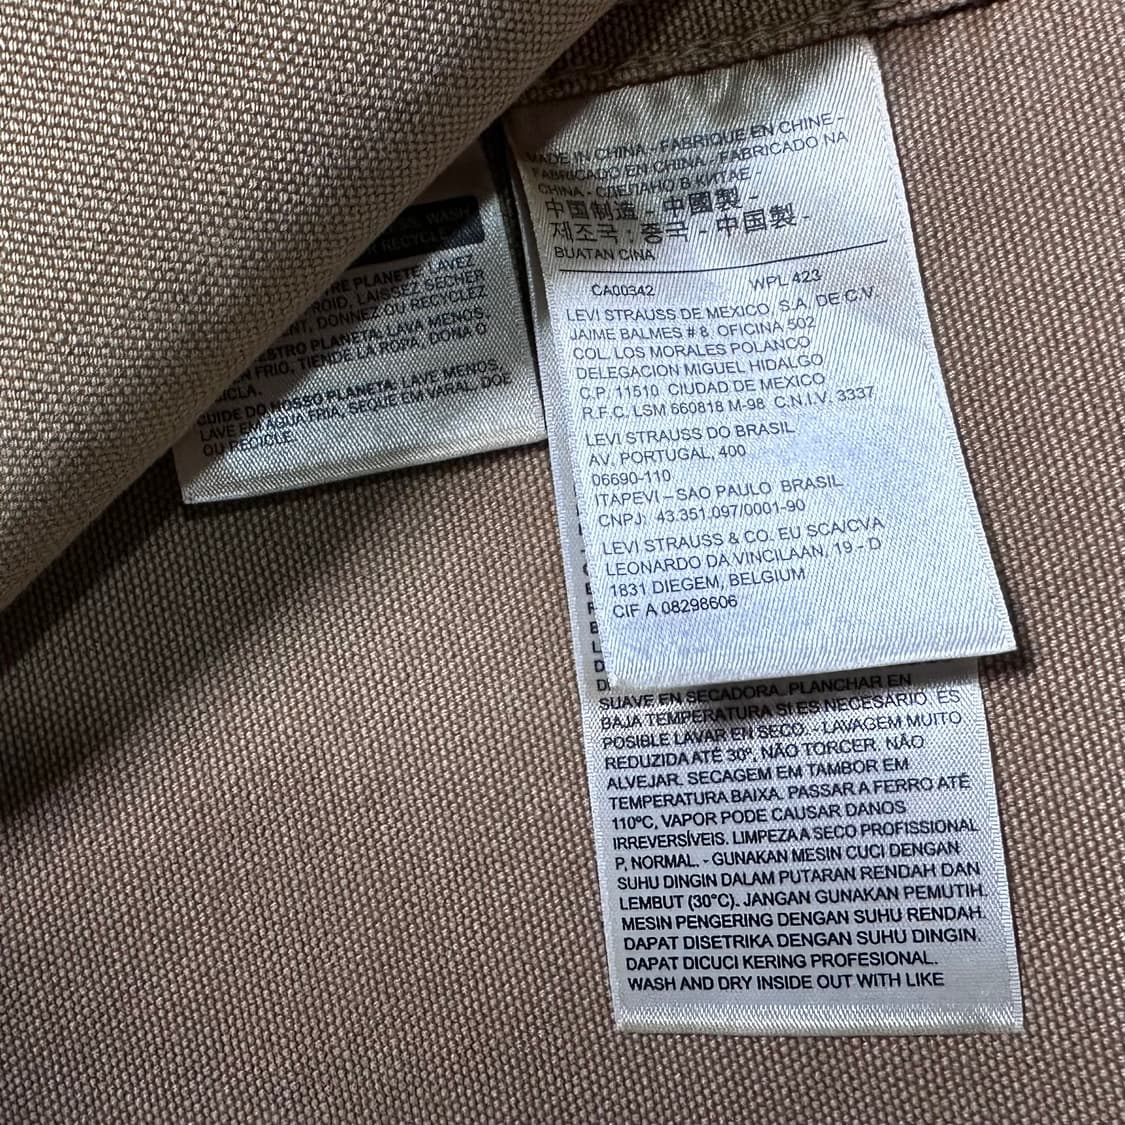 MADE IN CHINA - FABRIQUE EN CHINE -
FABRICADO EN CHINA - FABRICADO NA
CHINA - СДЕЛАНО В КИТАЕ -
中国制造 - 中國製 -
제조국 : 중국 - 中国製 -
BUATAN CINA
CA00342 WPL 423
LEVI STRAUSS DE MEXICO, S.A. DE C.V.
JAIME BALMES # 8, OFICINA 502
COL. LOS MORALES POLANCO
DELEGACION MIGUEL HIDALGO
C.P. 11510 CIUDAD DE MEXICO
R.F.C. LSM 660818 M-98 C.N.I.V. 3337
LEVI STRAUSS DO BRASIL
AV. PORTUGAL, 400
06690-110
ITAPEVI – SAO PAULO BRASIL
CNPJ: 43.351.097/0001-90
LEVI STRAUSS & CO. EU SCA/CVA
LEONARDO DA VINCILAAN, 19 - D
1831 DIEGEM, BELGIUM
CIF A 08298606
WASH
RECYCLE
PLANETE: LAVEZ
FROID, LAISSEZ SECHER
DONNEZ OU RECYCLEZ
PLANETA: LAVA MENOS,
FRIO, TIENDE LA ROPA, DONA O
CUIDE DO NOSSO PLANETA: LAVE MENOS,
LAVE EM AGUA FRIA, SEQUE EM VARAL, DOE
OU RECICLE.
SUAVE EN SECADORA. PLANCHAR EN
BAJA TEMPERATURA SI ES NECESARIO. ES
POSIBLE LAVAR EN SECO. - LAVAGEM MUITO
REDUZIDA ATÉ 30º. NÃO TORCER. NÃO
ALVEJAR. SECAGEM EM TAMBOR EM
TEMPERATURA BAIXA. PASSAR A FERRO ATÉ
110ºC, VAPOR PODE CAUSAR DANOS
IRREVERSÍVEIS. LIMPEZA A SECO PROFISSIONAL
P, NORMAL. - GUNAKAN MESIN CUCI DENGAN
SUHU DINGIN DALAM PUTARAN RENDAH DAN
LEMBUT (30°C). JANGAN GUNAKAN PEMUTIH.
MESIN PENGERING DENGAN SUHU RENDAH.
DAPAT DISETRIKA DENGAN SUHU DINGIN.
DAPAT DICUCI KERING PROFESIONAL.
WASH AND DRY INSIDE OUT WITH LIKE